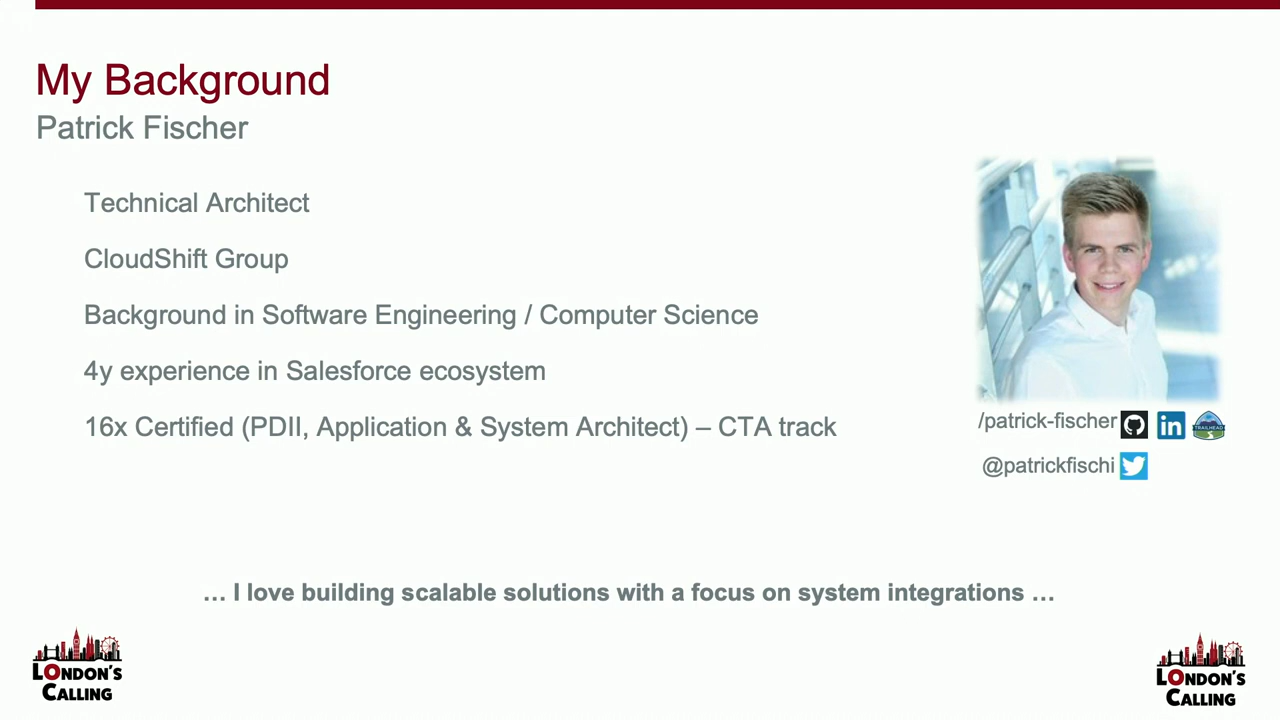 My Background
Patrick Fischer
Technical Architect
CloudShift Group
Background in Software Engineering / Computer Science
4y experience in Salesforce ecosystem
16x Certified (PDII, Application & System Architect) – CTA track
/patrick-fischer
in
TRAILHEAD
@patrickfischi
… I love building scalable solutions with a focus on system integrations …
LONDON'S
CALLING
LONDON'S
CALLING